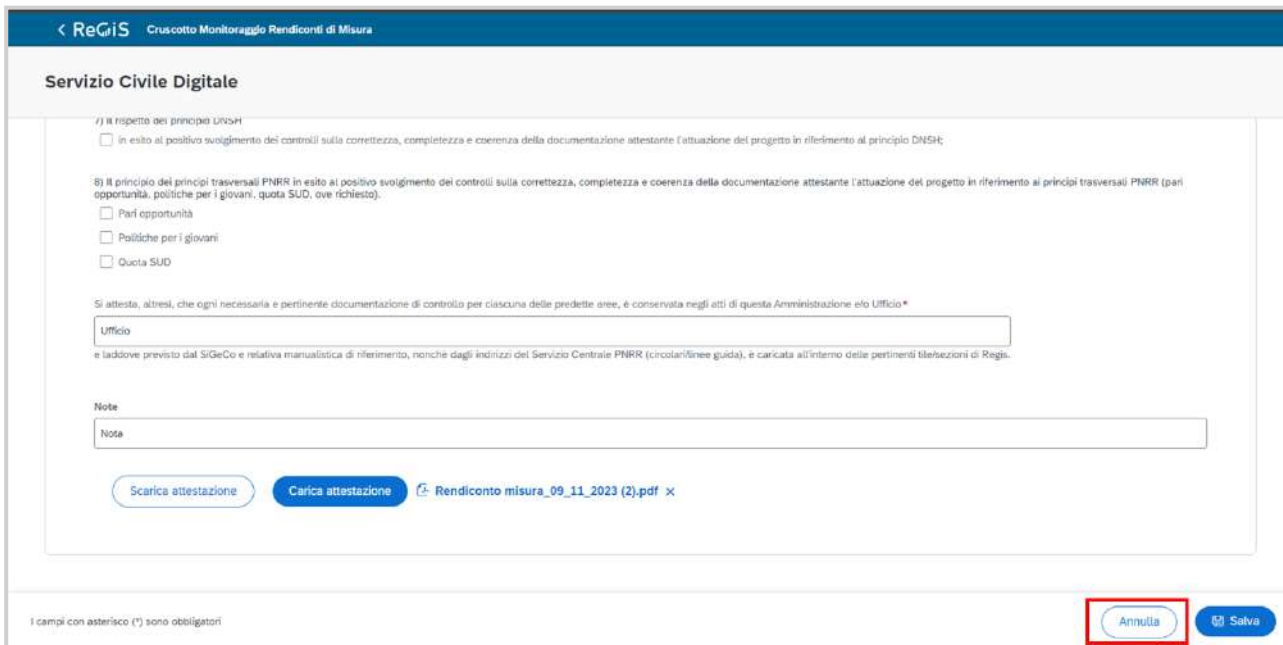 < ReGiS Cruscotto Monitoraggio Rendiconti di Misura
Servizio Civile Digitale
7) Il rispetto del principio DNSH
in esito al positivo svolgimento dei controlli sulla correttezza, completezza e coerenza della documentazione attestante l'attuazione del progetto in riferimento al principio DNSH;
8) Il principio dei principi trasversali PNRR in esito al positivo svolgimento dei controlli sulla correttezza, completezza e coerenza della documentazione attestante l'attuazione del progetto in riferimento ai principi trasversali PNRR (pari
opportunità, politiche per i giovani, quota SUD, ove richiesto).
Pari opportunità
Politiche per i giovani
Quota SUD
Si attesta, altresì, che ogni necessaria e pertinente documentazione di controllo per ciascuna delle predette aree, è conservata negli atti di questa Amministrazione e/o Ufficio*
Ufficio
e laddove previsto dal SiGeCo e relativa manualistica di riferimento, nonché dagli indirizzi del Servizio Centrale PNRR (circolari/linee guida), è caricata all'interno delle pertinenti tile/sezioni di Regis.
Note
Nota
Scarica attestazione Carica attestazione Rendiconto misura_09_11_2023 (2).pdf ×
I campi con asterisco (*) sono obbligatori Annulla Salva